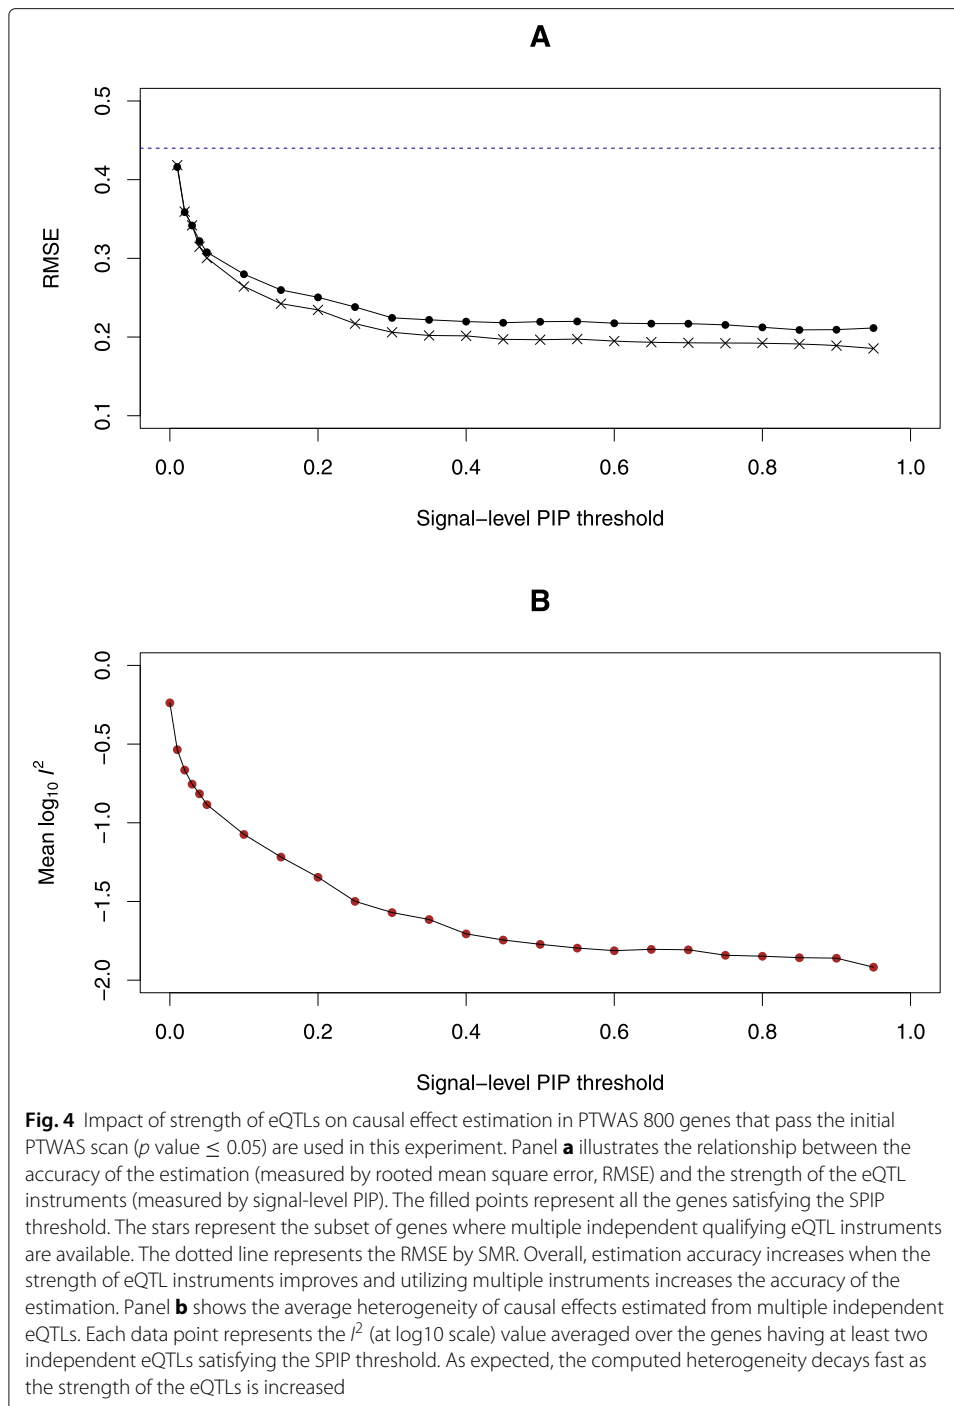 A
0.5
0.4
0.3
0.2
0.1
RMSE
0.0 0.2 0.4 0.6 0.8 1.0
Signal−level PIP threshold
B
0.0
−0.5
−1.0
−1.5
−2.0
Mean log10 I2
0.0 0.2 0.4 0.6 0.8 1.0
Signal−level PIP threshold
Fig. 4 Impact of strength of eQTLs on causal effect estimation in PTWAS 800 genes that pass the initial
PTWAS scan (p value ≤ 0.05) are used in this experiment. Panel a illustrates the relationship between the
accuracy of the estimation (measured by rooted mean square error, RMSE) and the strength of the eQTL
instruments (measured by signal-level PIP). The filled points represent all the genes satisfying the SPIP
threshold. The stars represent the subset of genes where multiple independent qualifying eQTL instruments
are available. The dotted line represents the RMSE by SMR. Overall, estimation accuracy increases when the
strength of eQTL instruments improves and utilizing multiple instruments increases the accuracy of the
estimation. Panel b shows the average heterogeneity of causal effects estimated from multiple independent
eQTLs. Each data point represents the I2 (at log10 scale) value averaged over the genes having at least two
independent eQTLs satisfying the SPIP threshold. As expected, the computed heterogeneity decays fast as
the strength of the eQTLs is increased